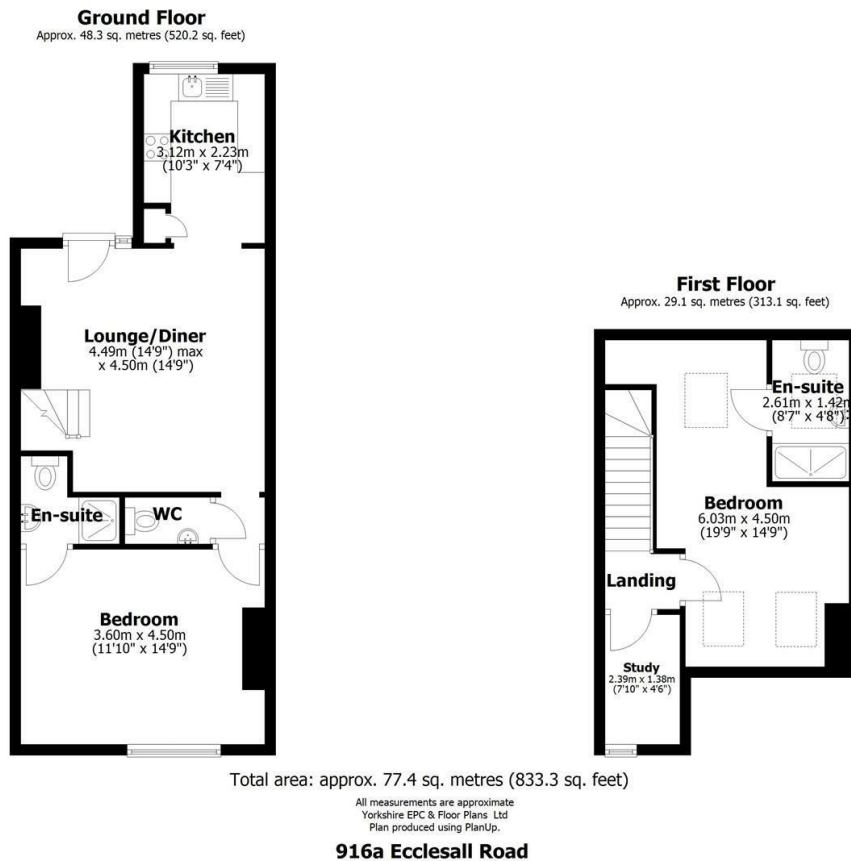 Ground Floor
Approx. 48.3 sq. metres (520.2 sq. feet)
Kitchen
3.12m x 2.23m
(10'3" x 7'4")
Lounge/Diner
4.49m (14'9") max
x 4.50m (14'9")
En-suite
WC
Bedroom
3.60m x 4.50m
(11'10" x 14'9")
First Floor
Approx. 29.1 sq. metres (313.1 sq. feet)
En-suite
2.61m x 1.42m
(8'7" x 4'8")
Bedroom
6.03m x 4.50m
(19'9" x 14'9")
Landing
Study
2.39m x 1.38m
(7'10" x 4'6")
Total area: approx. 77.4 sq. metres (833.3 sq. feet)
All measurements are approximate
Yorkshire EPC & Floor Plans Ltd
Plan produced using PlanUp.
916a Ecclesall Road